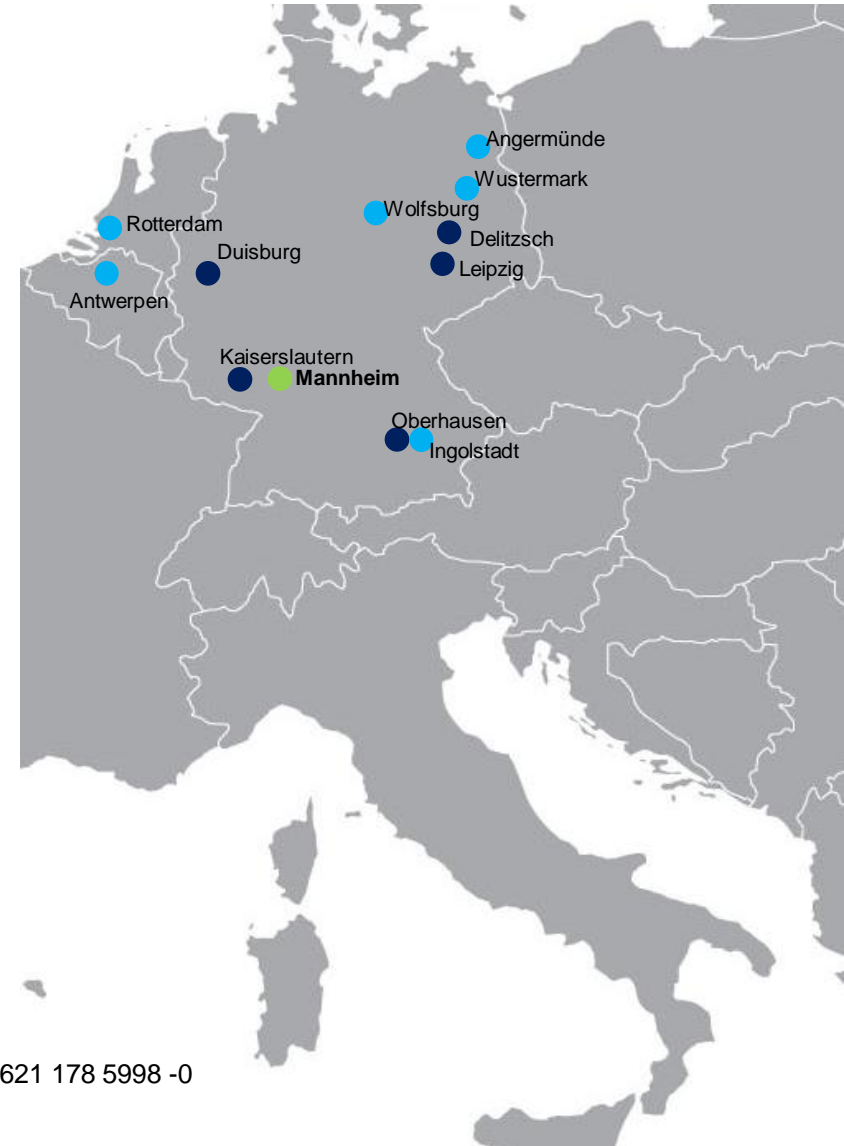 Angermünde
Wustermark
Wolfsburg
Rotterdam
Delitzsch
Duisburg
Leipzig
Antwerpen
Kaiserslautern
Mannheim
Oberhausen
Ingolstadt
621 178 5998 -0